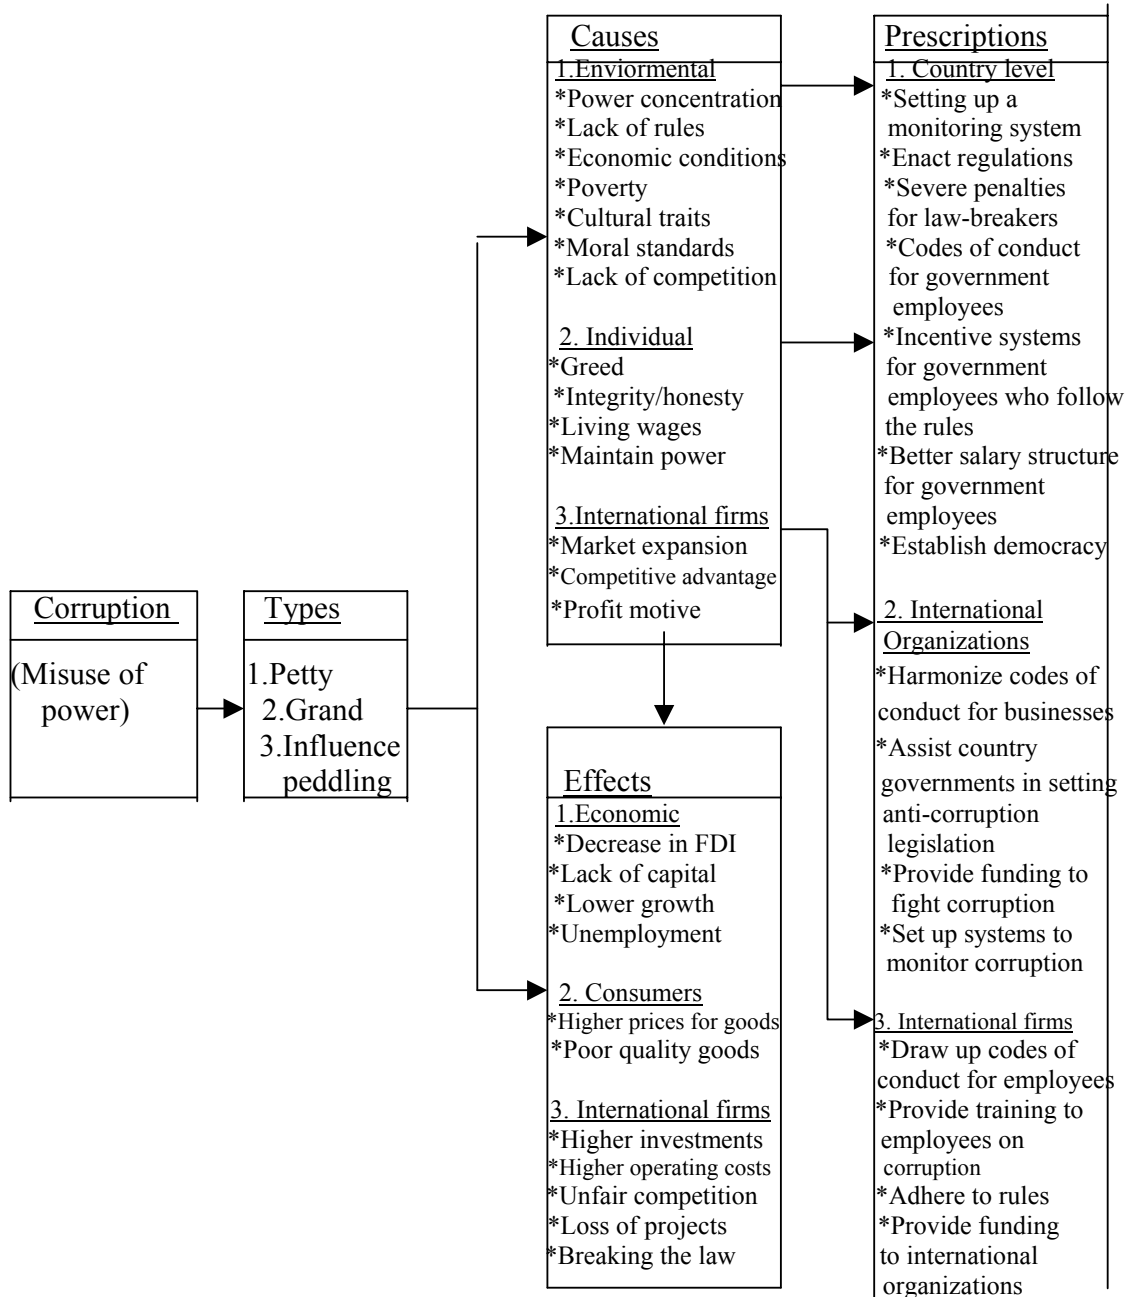 Corruption
(Misuse of
power)
Types
1.Petty
2.Grand
3.Influence
peddling
Causes
1.Enviormental
*Power concentration
*Lack of rules
*Economic conditions
*Poverty
*Cultural traits
*Moral standards
*Lack of competition
2. Individual
*Greed
*Integrity/honesty
*Living wages
*Maintain power
3.International firms
*Market expansion
*Competitive advantage
*Profit motive
Effects
1.Economic
*Decrease in FDI
*Lack of capital
*Lower growth
*Unemployment
2. Consumers
*Higher prices for goods
*Poor quality goods
3. International firms
*Higher investments
*Higher operating costs
*Unfair competition
*Loss of projects
*Breaking the law
Prescriptions
1. Country level
*Setting up a
monitoring system
*Enact regulations
*Severe penalties
for law-breakers
*Codes of conduct
for government
employees
*Incentive systems
for government
employees who follow
the rules
*Better salary structure
for government
employees
*Establish democracy
2. International
Organizations
*Harmonize codes of
conduct for businesses
*Assist country
governments in setting
anti-corruption
legislation
*Provide funding to
fight corruption
*Set up systems to
monitor corruption
3. International firms
*Draw up codes of
conduct for employees
*Provide training to
employees on
corruption
*Adhere to rules
*Provide funding
to international
organizations